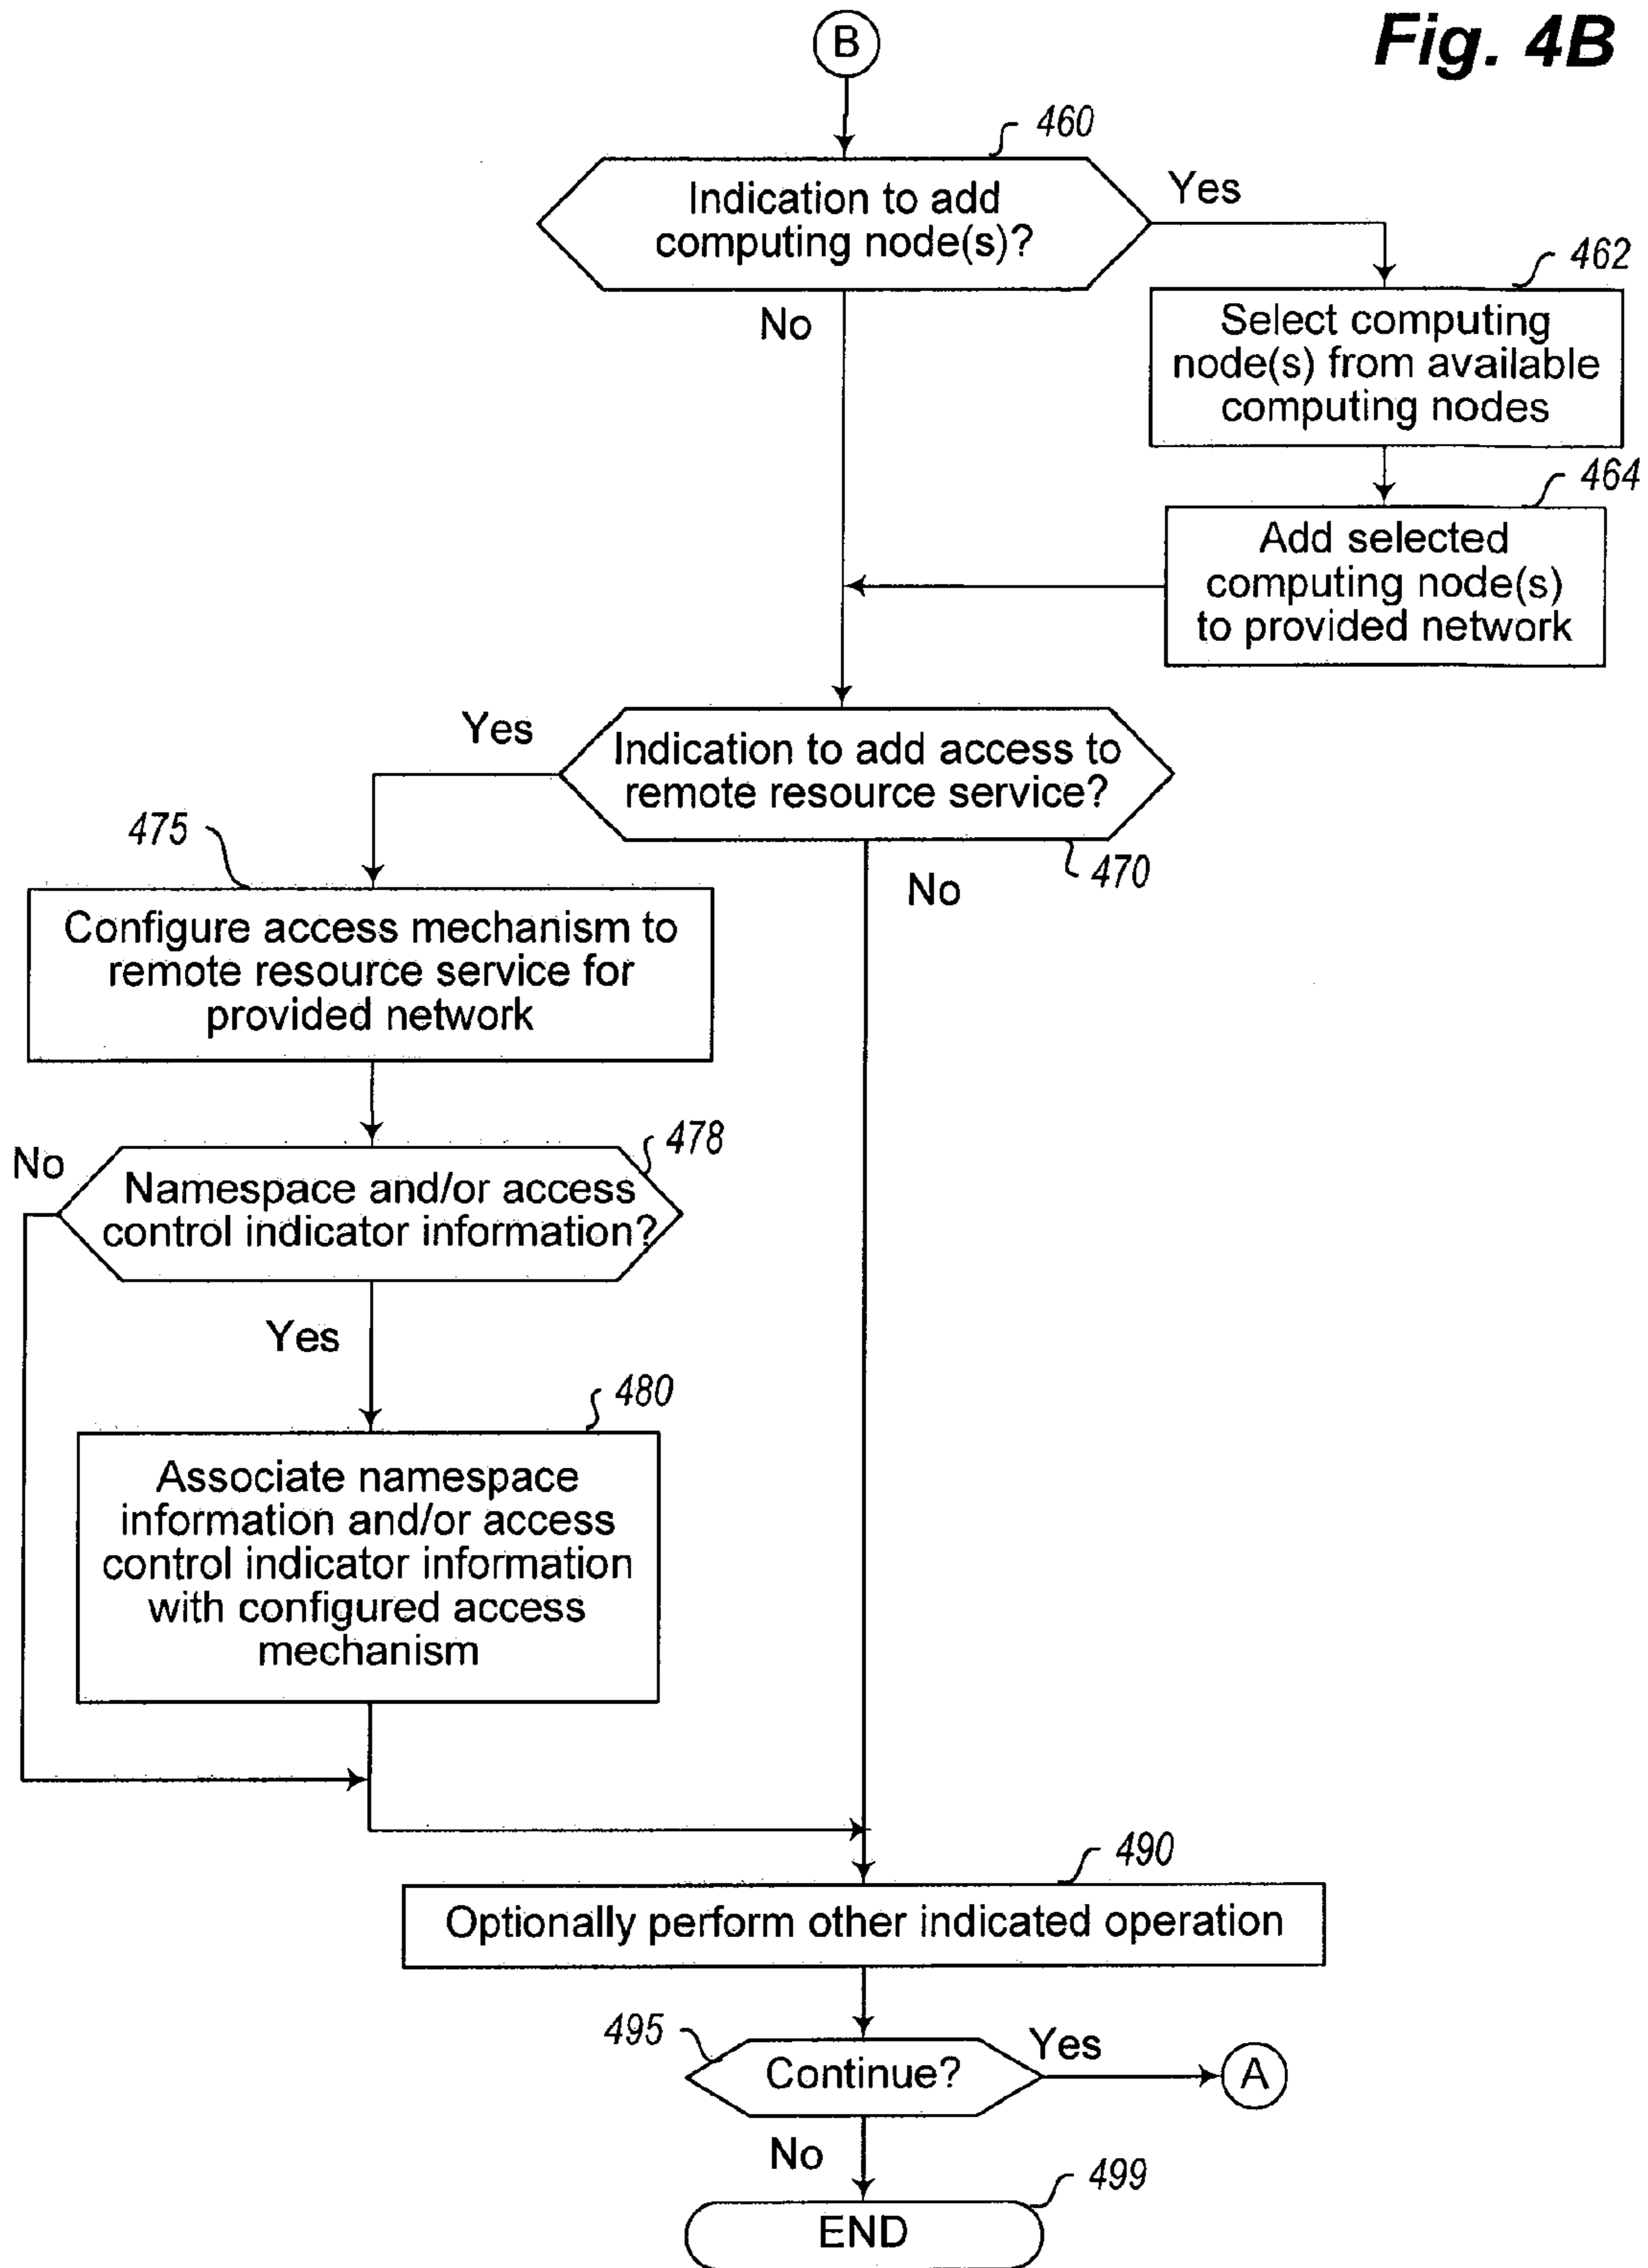 Fig. 4B
B
460
Indication to add
computing node(s)?
Yes
No
462
Select computing
node(s) from available
computing nodes
464
Add selected
computing node(s)
to provided network
Yes
Indication to add access to
remote resource service?
470
No
475
Configure access mechanism to
remote resource service for
provided network
478
No
Namespace and/or access
control indicator information?
Yes
480
Associate namespace
information and/or access
control indicator information
with configured access
mechanism
490
Optionally perform other indicated operation
495
Continue?
Yes
A
No
499
END